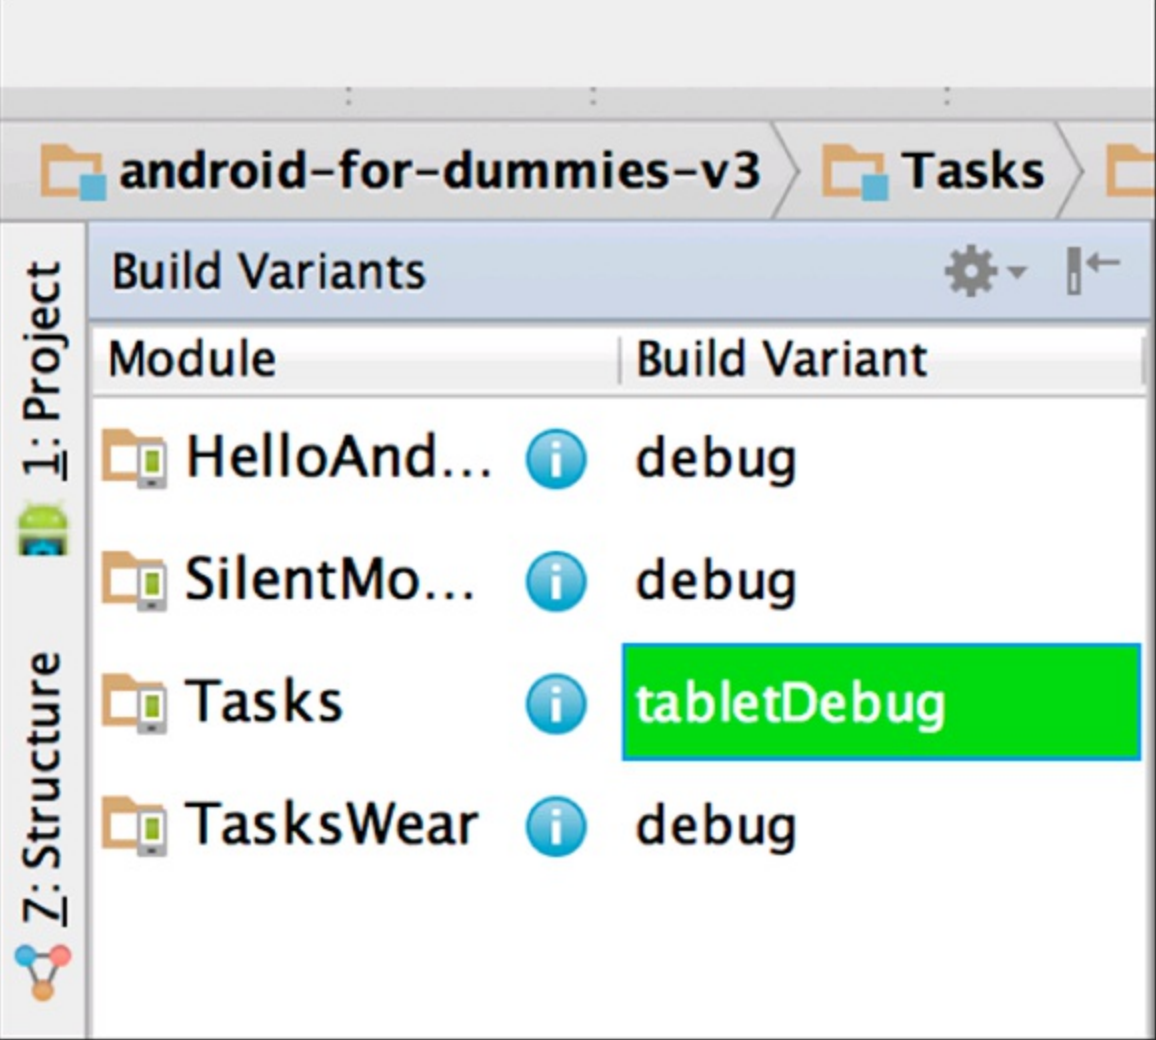 android-for-dummies-v3 Tasks
1: Project
7: Structure
Build Variants
Module Build Variant
HelloAnd... debug
SilentMo... debug
Tasks tabletDebug
TasksWear debug